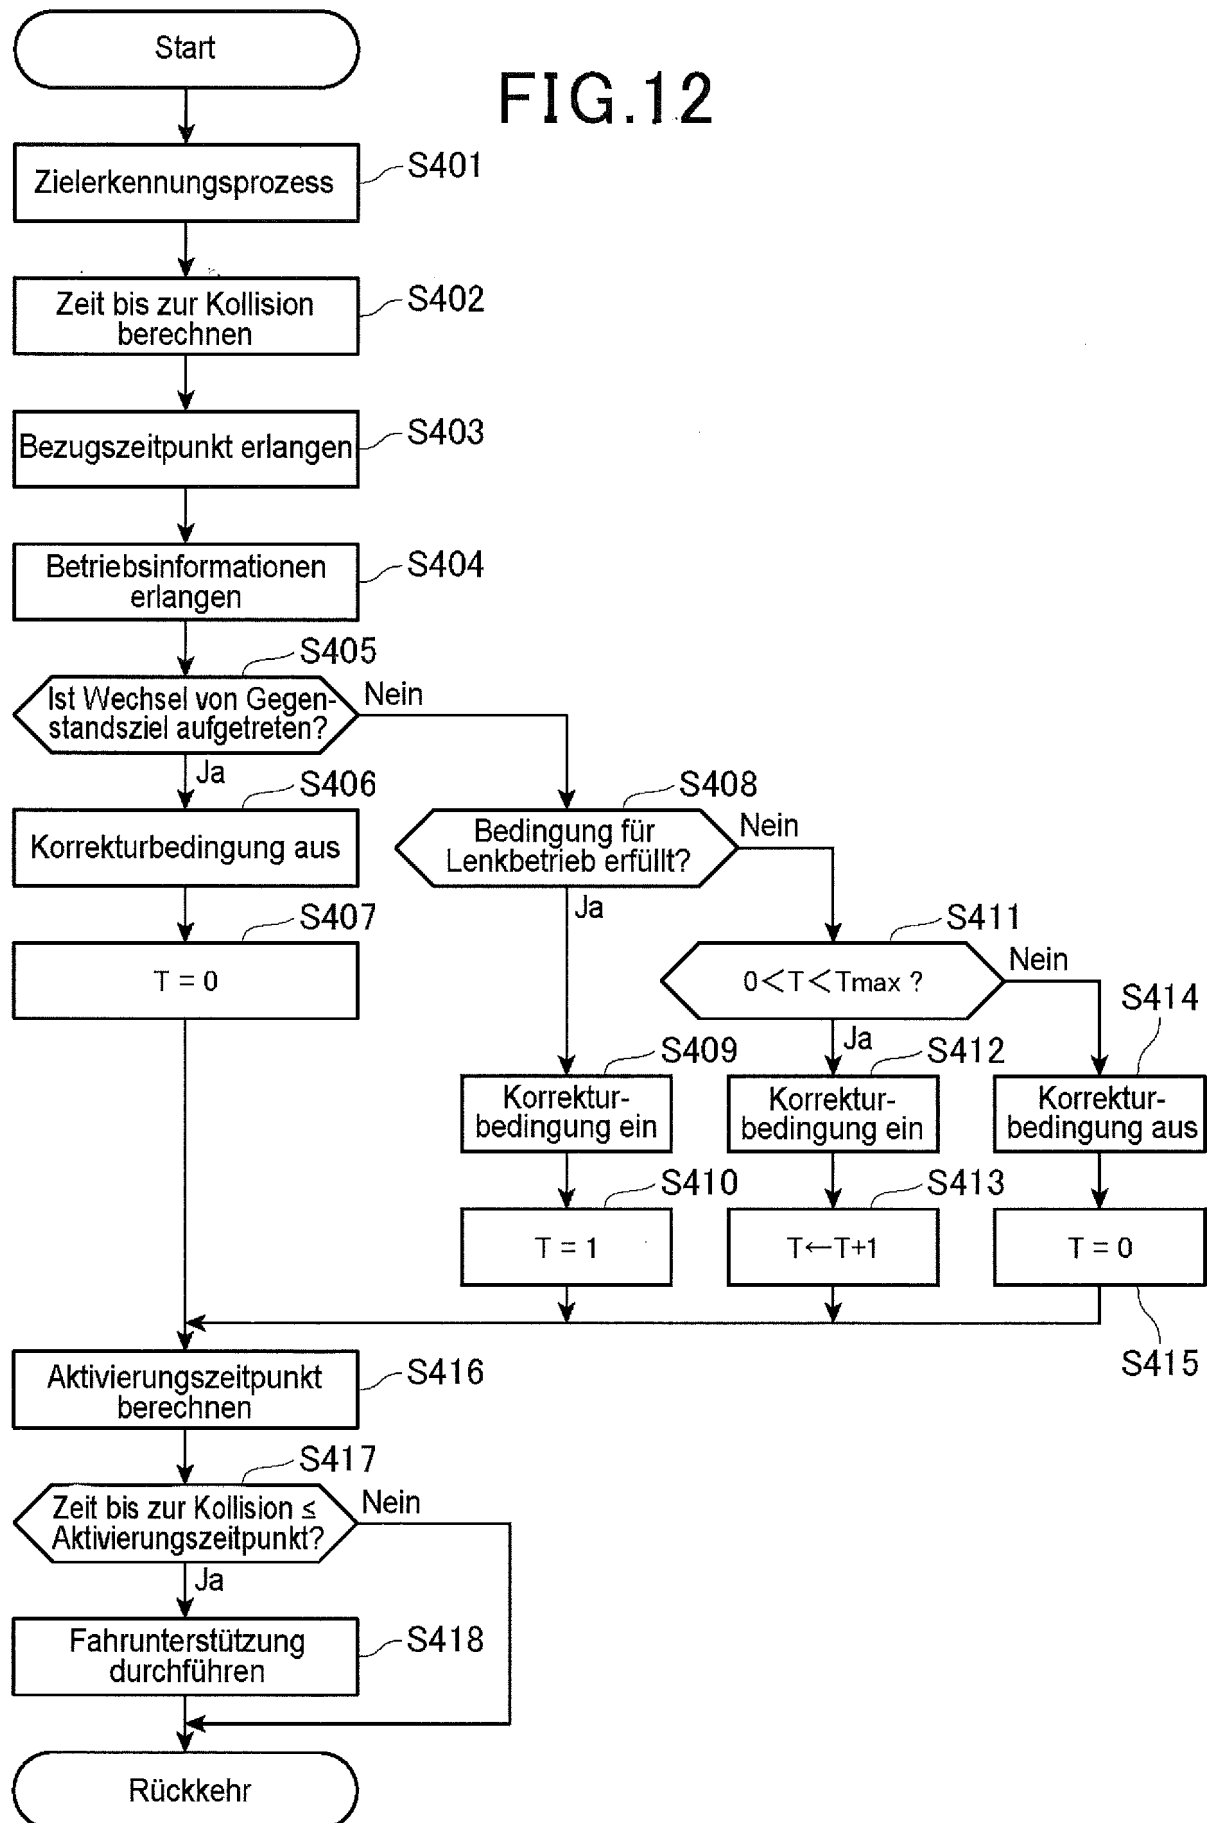 Start
FIG.12
Zielerkennungsprozess
S401
Zeit bis zur Kollision
berechnen
S402
Bezugszeitpunkt erlangen
S403
Betriebsinformationen
erlangen
S404
S405
Ist Wechsel von Gegen-
standsziel aufgetreten?
Nein
Ja
S406
Korrekturbedingung aus
S407
T = 0
S408
Bedingung für
Lenkbetrieb erfüllt?
Nein
Ja
S411
0<T<Tmax ?
Nein
Ja
S409
Korrektur-
bedingung ein
S410
T = 1
S412
Korrektur-
bedingung ein
S413
T←T+1
S414
Korrektur-
bedingung aus
T = 0
S415
Aktivierungszeitpunkt
berechnen
S416
S417
Zeit bis zur Kollision ≤
Aktivierungszeitpunkt?
Nein
Ja
Fahrunterstützung
durchführen
S418
Rückkehr